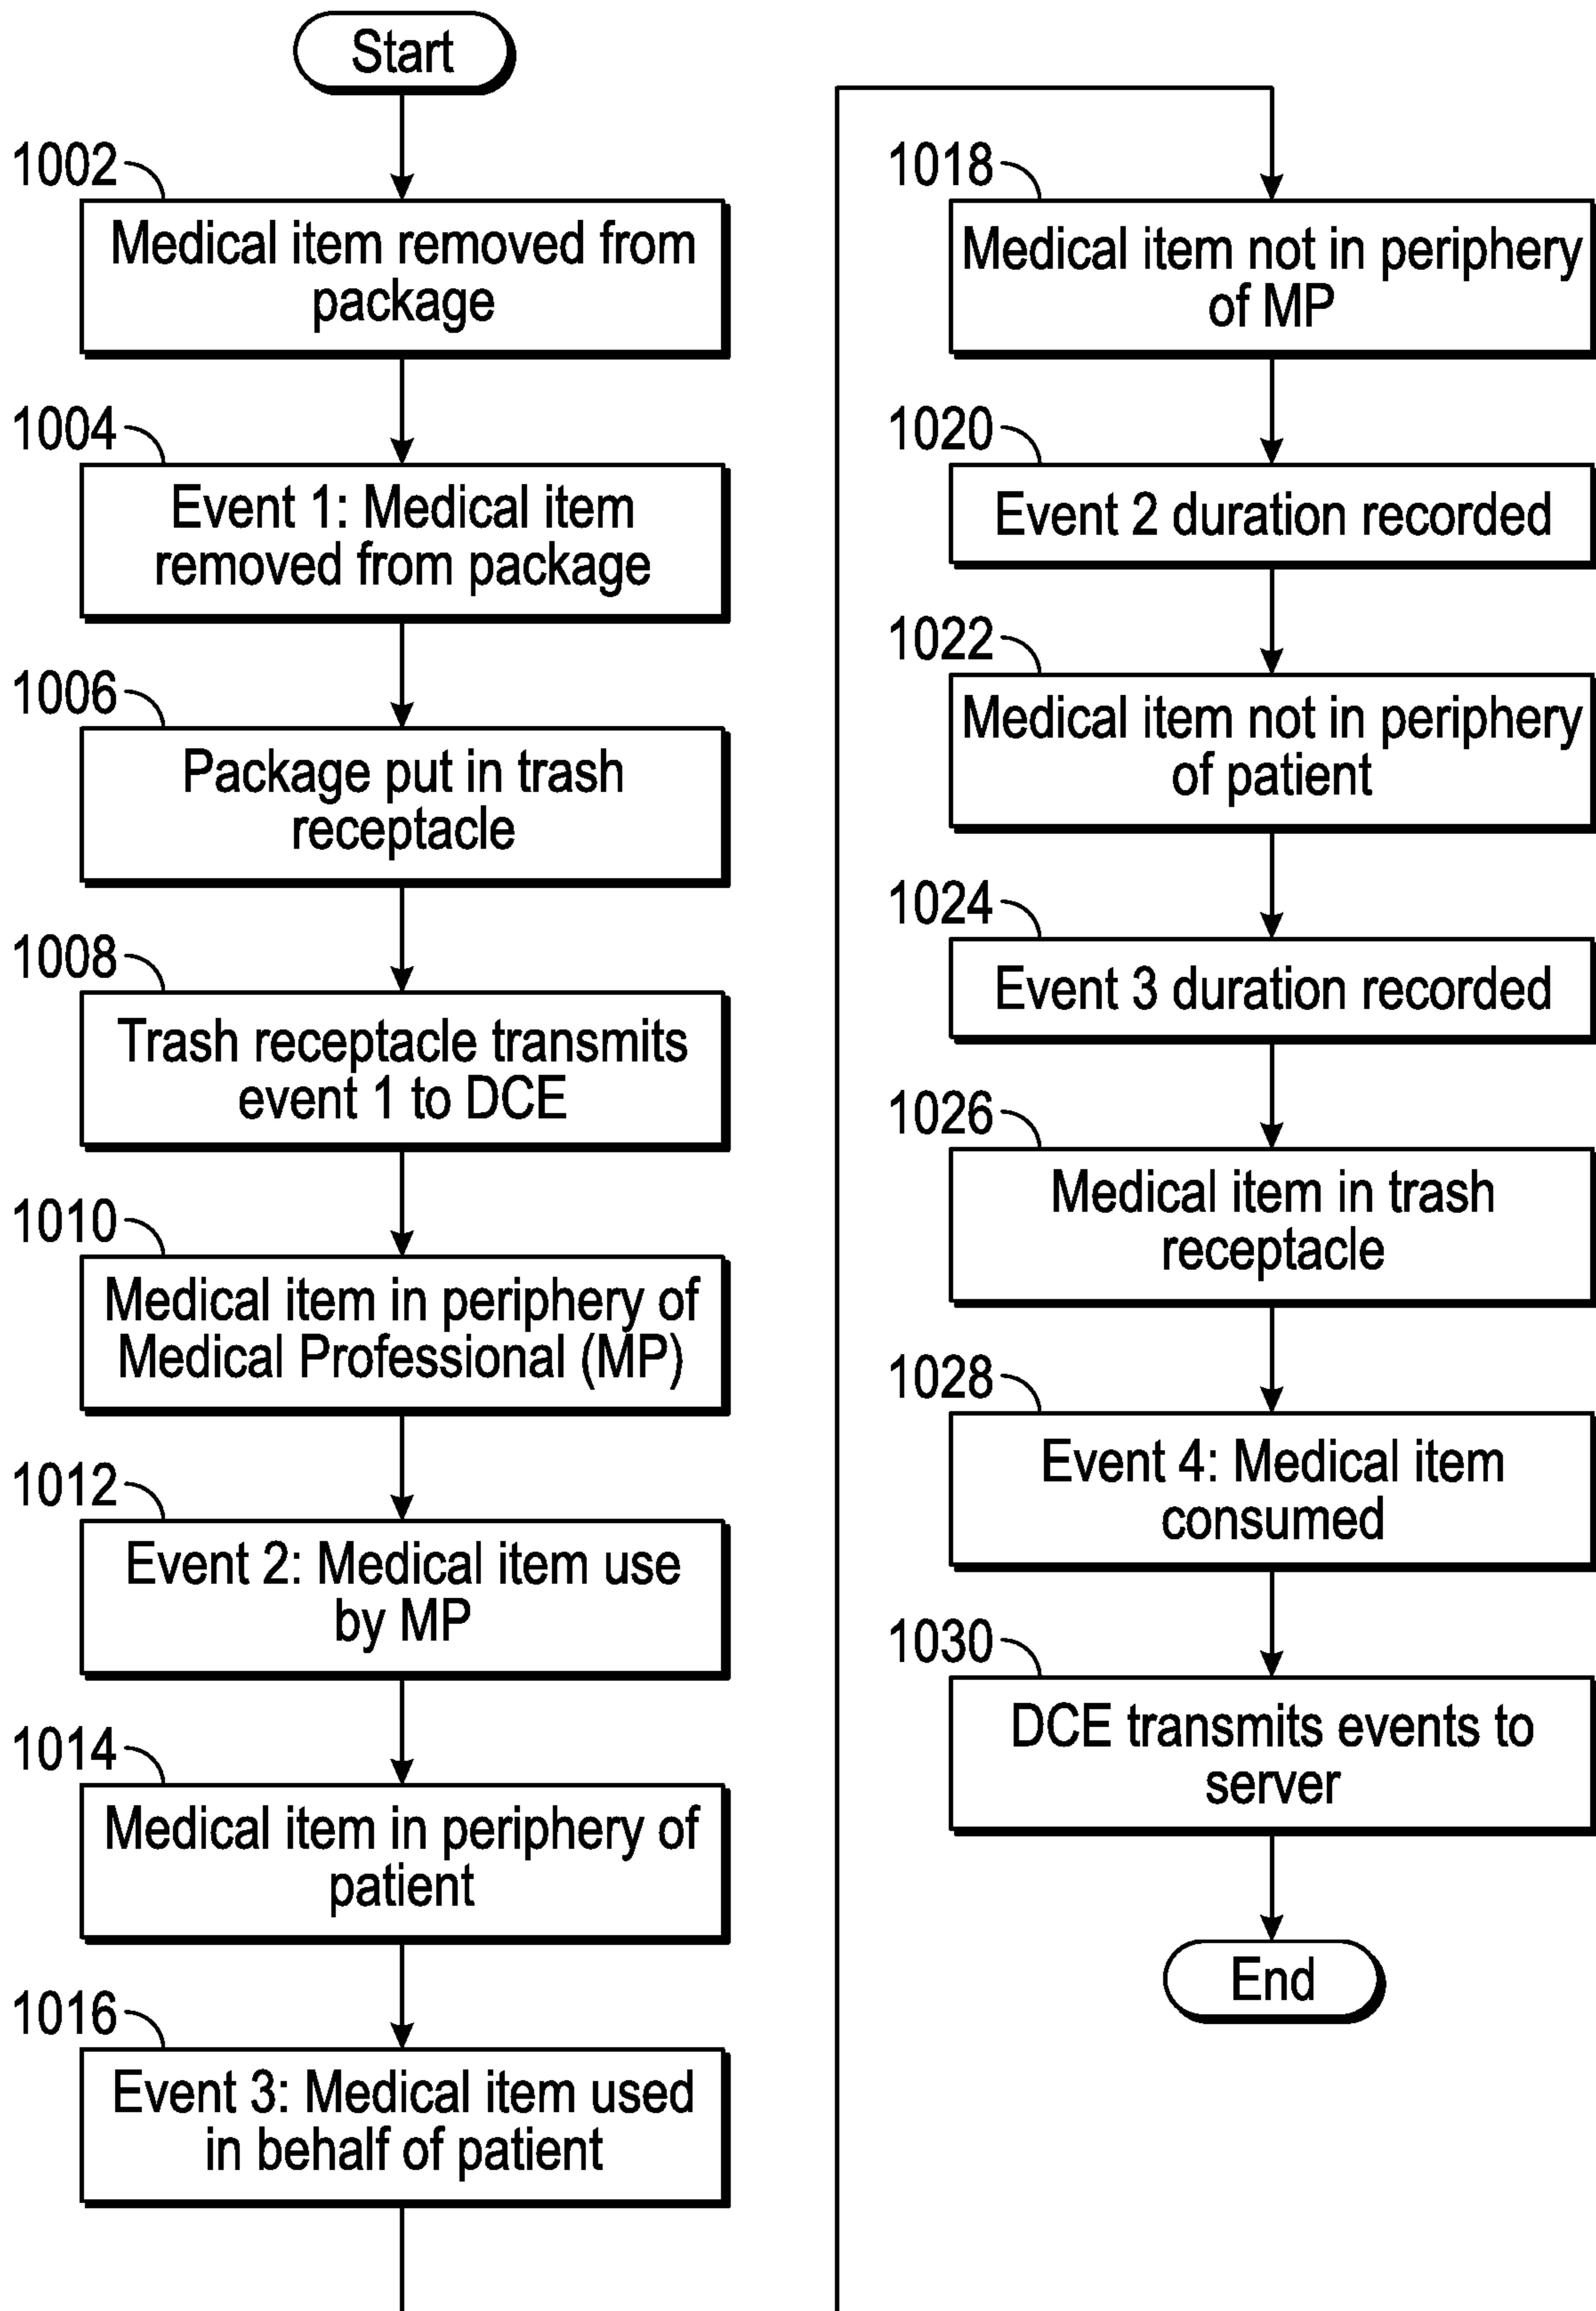 Start
1002
Medical item removed from
package
1004
Event 1: Medical item
removed from package
1006
Package put in trash
receptacle
1008
Trash receptacle transmits
event 1 to DCE
1010
Medical item in periphery of
Medical Professional (MP)
1012
Event 2: Medical item use
by MP
1014
Medical item in periphery of
patient
1016
Event 3: Medical item used
in behalf of patient
1018
Medical item not in periphery
of MP
1020
Event 2 duration recorded
1022
Medical item not in periphery
of patient
1024
Event 3 duration recorded
1026
Medical item in trash
receptacle
1028
Event 4: Medical item
consumed
1030
DCE transmits events to
server
End